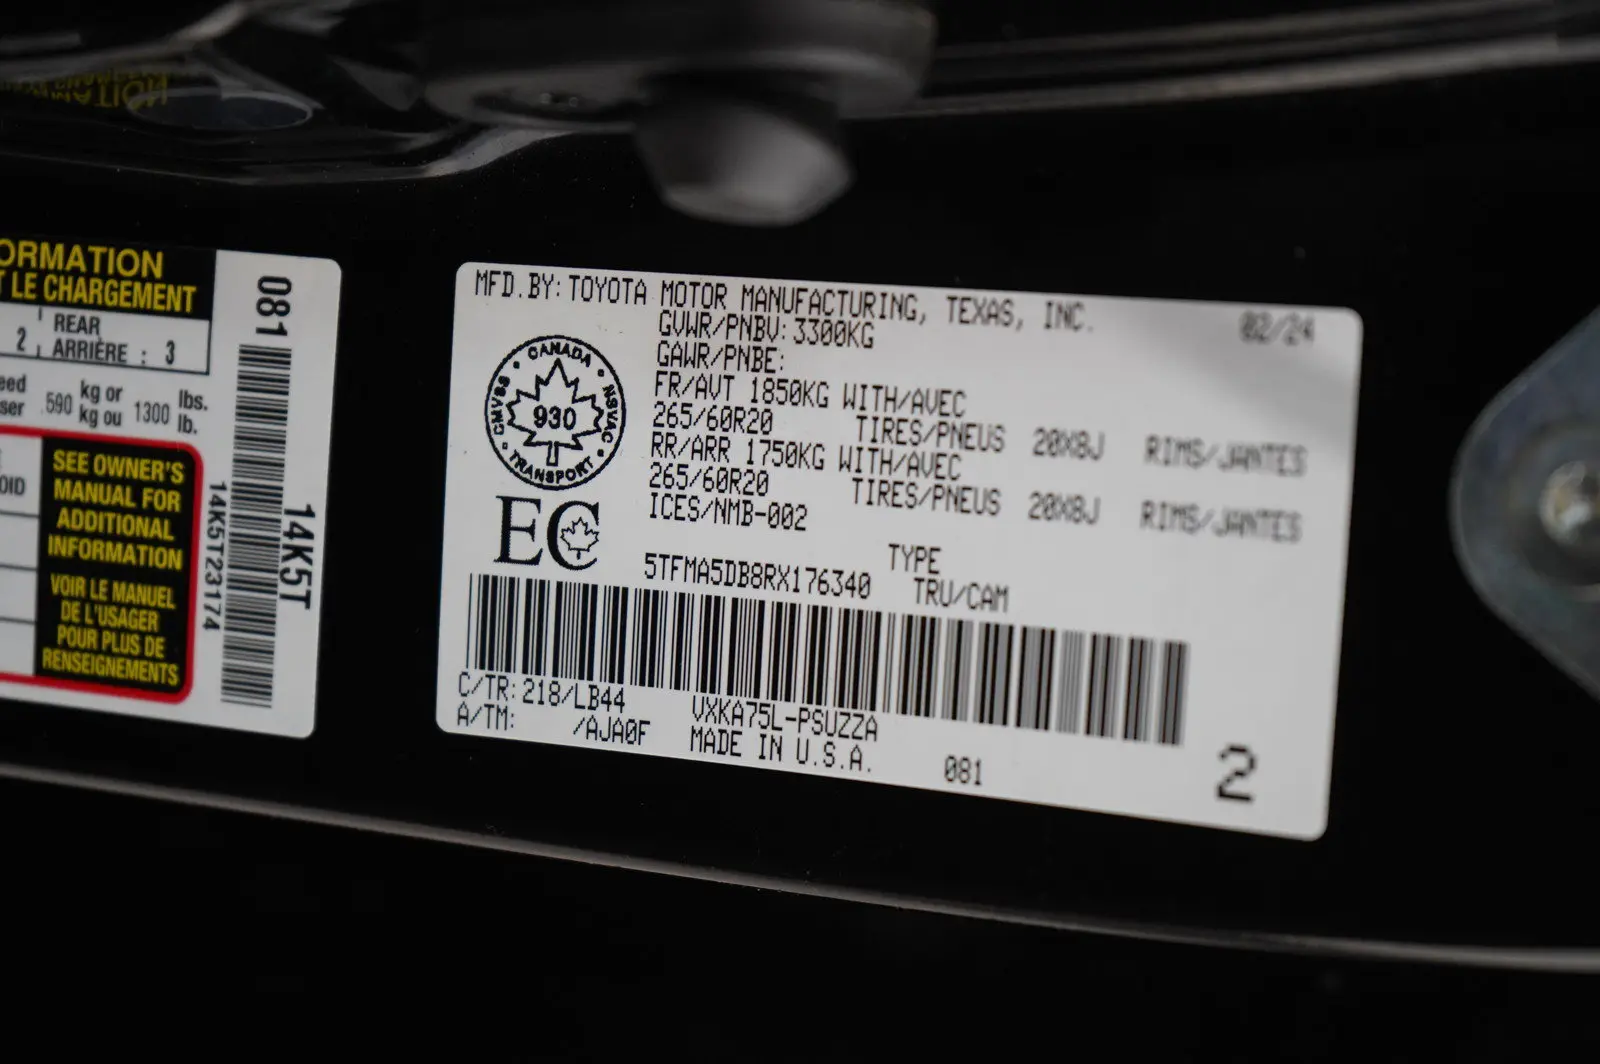 ORMATION
T LE CHARGEMENT
2 REAR ARRIÈRE : 3
590 kg or kg ou 1300 lbs. lb.
SEE OWNER'S
MANUAL FOR
ADDITIONAL
INFORMATION
VOIR LE MANUEL
DE L'USAGER
POUR PLUS DE
RENSEIGNEMENTS
081
14K5T
14K5T23174
MFD.BY: TOYOTA MOTOR MANUFACTURING, TEXAS, INC. 02/24
GVWR/PNBV: 3300KG
GAWR/PNBE:
FR/AVT 1850KG WITH/AVEC
265/60R20 TIRES/PNEUS 20X8J RIMS/JANTES
RR/ARR 1750KG WITH/AVEC
265/60R20 TIRES/PNEUS 20X8J RIMS/JANTES
ICES/NMB-002
CANADA
CMVSS 930 NSVAC
TRANSPORT
EC
5TFMA5DB8RX176340 TYPE
TRU/CAM
C/TR: 218/LB44 VXKA75L-PSUZZA
A/TM: /AJA0F MADE IN U.S.A. 081
2